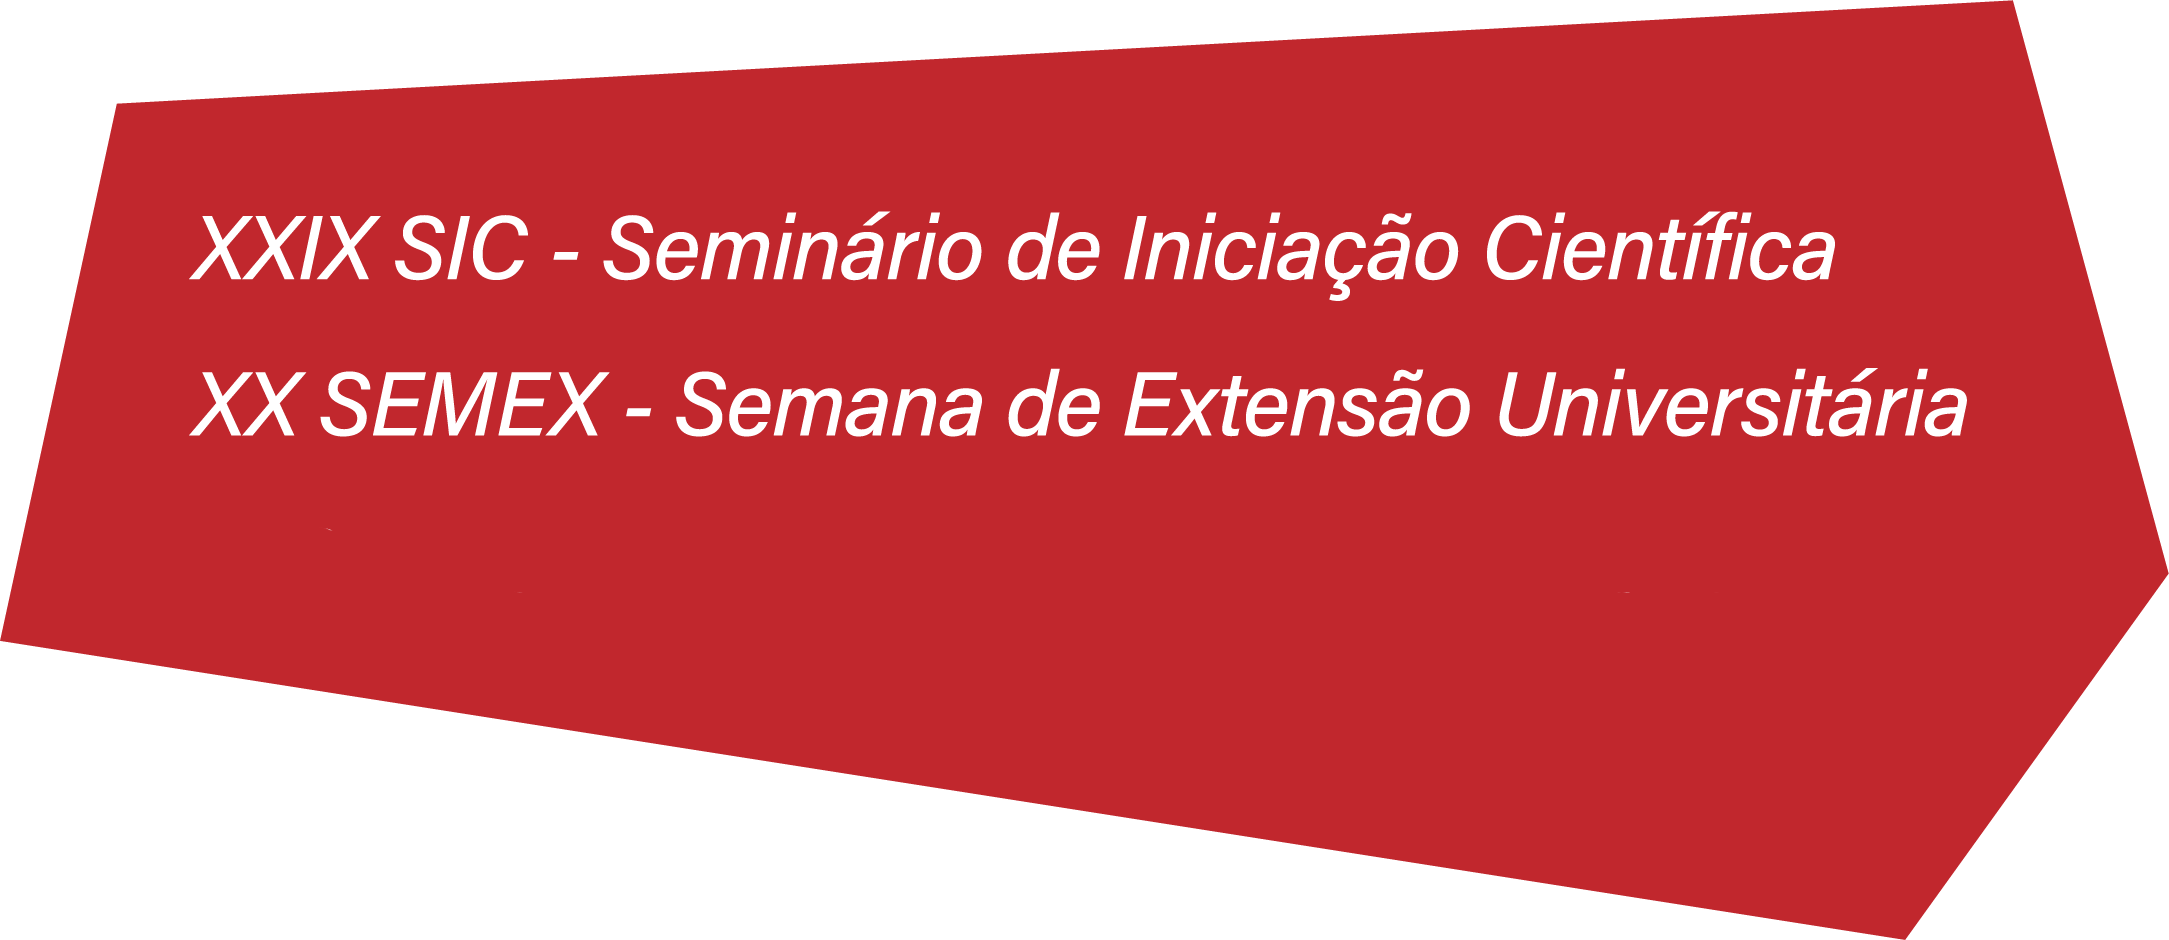 XXIX SIC - Seminário de Iniciação Científica
XX SEMEX - Semana de Extensão Universitária